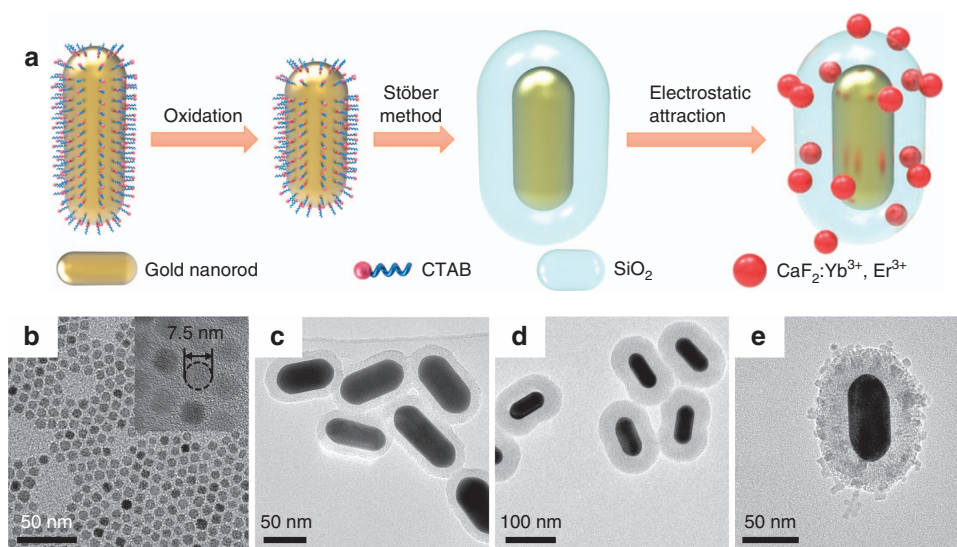 a
Oxidation
Stöber
method
Electrostatic
attraction
Gold nanorod
CTAB
SiO₂
CaF₂:Yb³⁺, Er³⁺
b
7.5 nm
50 nm
c
50 nm
d
100 nm
e
50 nm